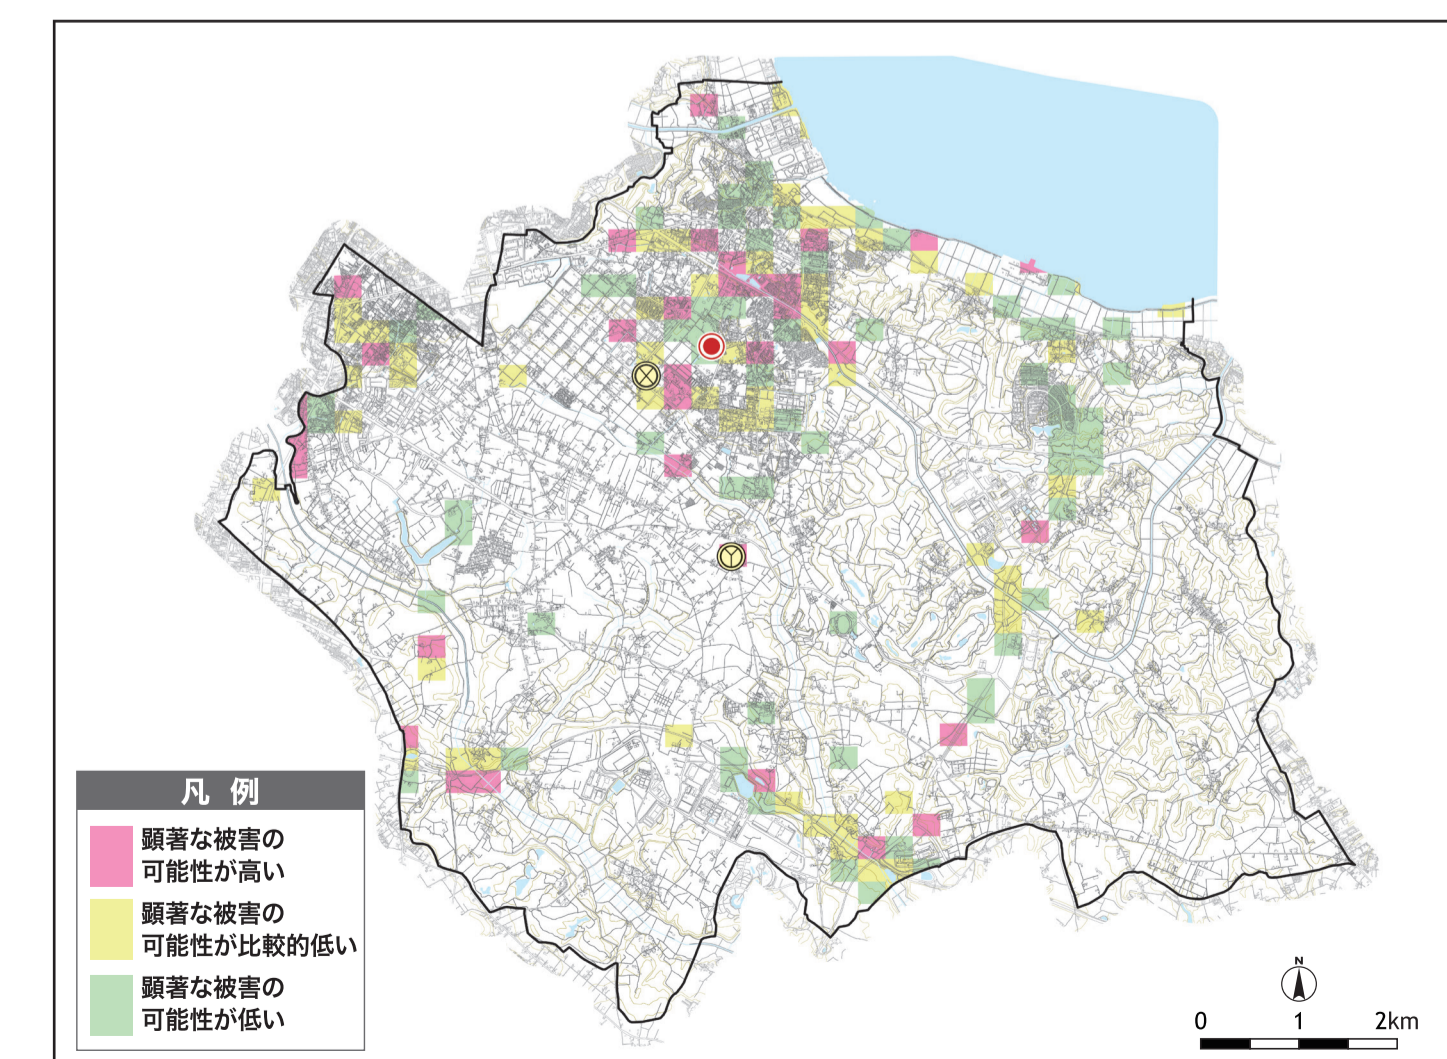 凡 例
顕著な被害の
可能性が高い
顕著な被害の
可能性が比較的低い
顕著な被害の
可能性が低い
N
0 1 2km